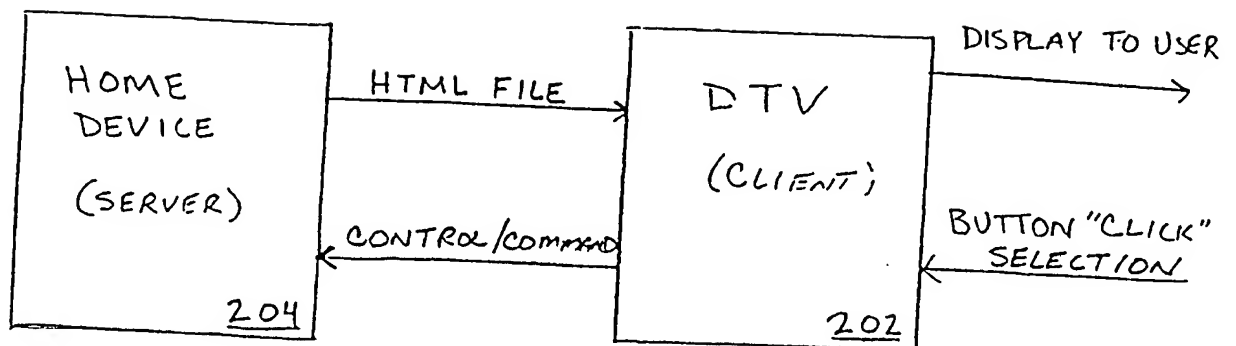 HOME
DEVICE
(SERVER)
204
HTML FILE
CONTROL/COMMAND
DTV
(CLIENT)
202
DISPLAY TO USER
BUTTON "CLICK"
SELECTION